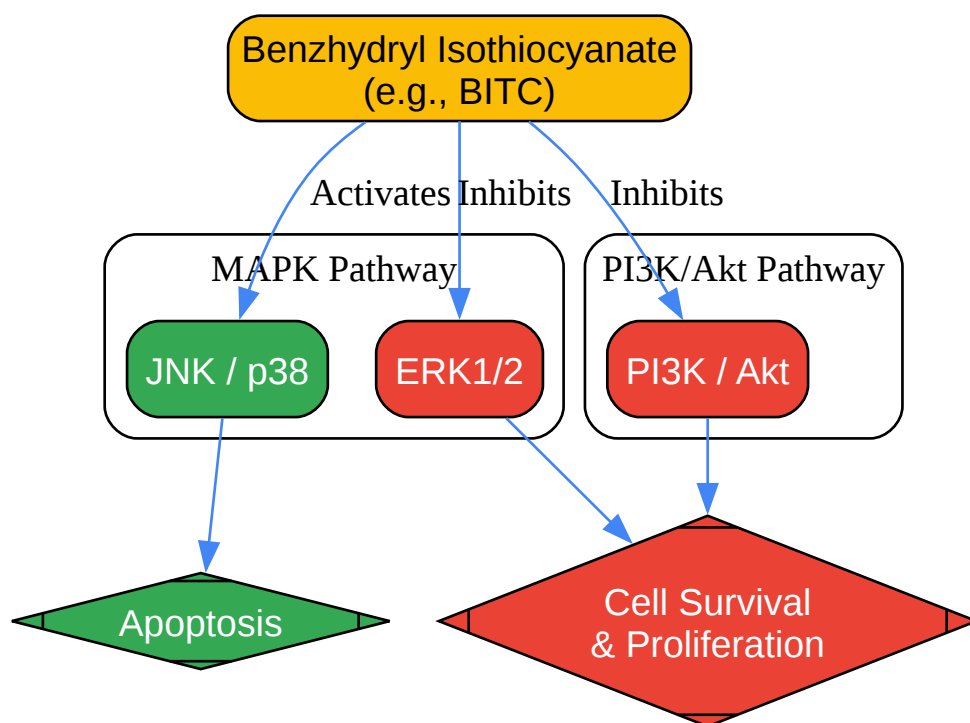 Benzhydryl Isothiocyanate
(e.g., BITC)
Activates
Inhibits
Inhibits
MAPK Pathway
PI3K/Akt Pathway
JNK / p38
ERK1/2
PI3K / Akt
Apoptosis
Cell Survival
& Proliferation